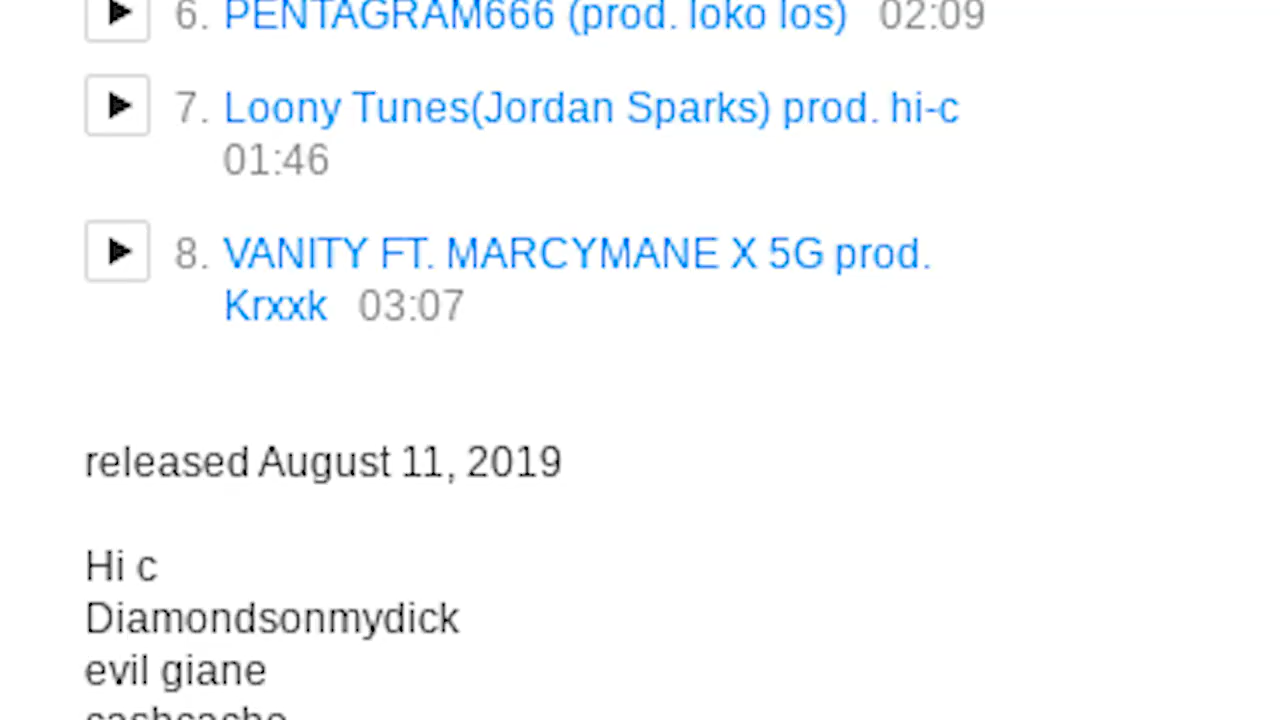 6. PENTAGRAM666 (prod. loko los) 02:09
7. Loony Tunes(Jordan Sparks) prod. hi-c
01:46
8. VANITY FT. MARCYMANE X 5G prod.
Krxxk 03:07
released August 11, 2019
Hi c
Diamondsonmydick
evil giane
cashcache